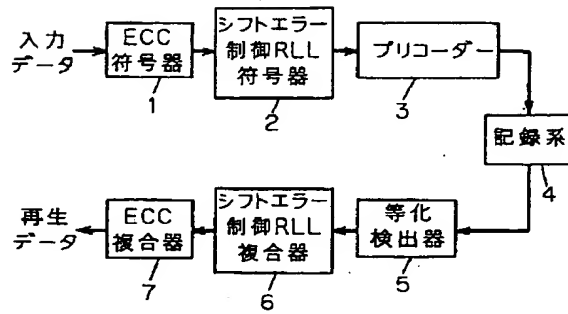 入力
データ
ECC
符号器
1
シフトエラー
制御RLL
符号器
2
プリコーダー
3
記録系
4
等化
検出器
5
シフトエラー
制御RLL
複合器
6
ECC
複合器
7
再生
データ